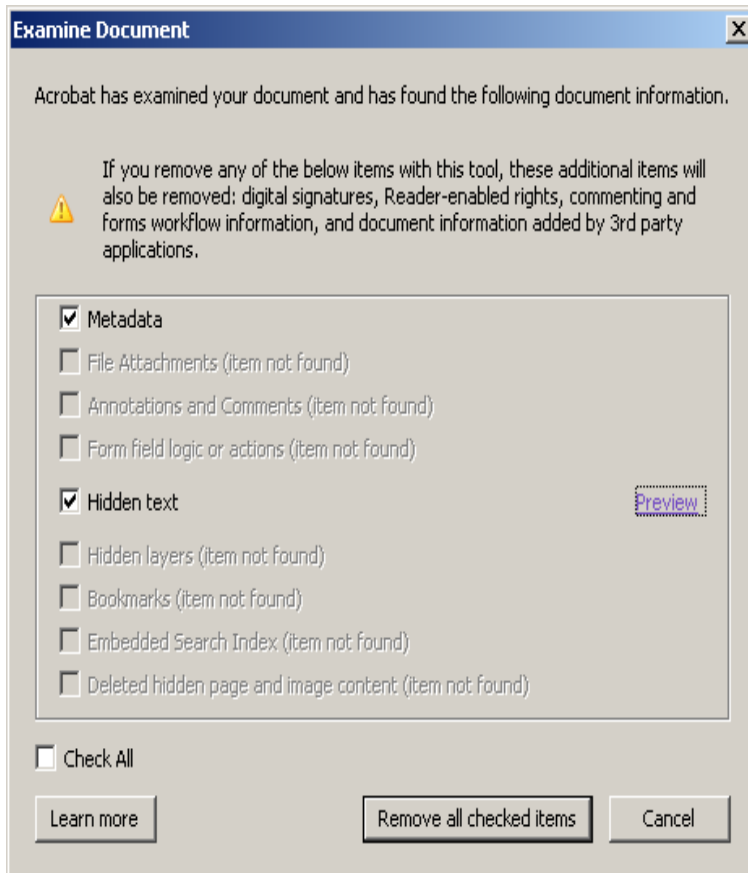 Examine Document
Acrobat has examined your document and has found the following document information.
If you remove any of the below items with this tool, these additional items will
also be removed: digital signatures, Reader-enabled rights, commenting and
forms workflow information, and document information added by 3rd party
applications.
Metadata
File Attachments (item not found)
Annotations and Comments (item not found)
Form field logic or actions (item not found)
Hidden text
Preview
Hidden layers (item not found)
Bookmarks (item not found)
Embedded Search Index (item not found)
Deleted hidden page and image content (item not found)
Check All
Learn more
Remove all checked items
Cancel